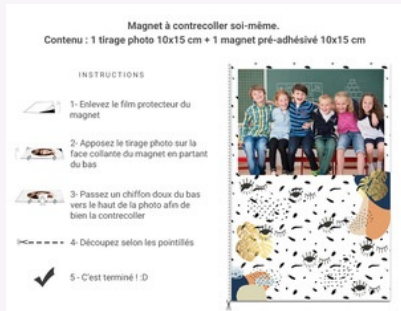 Magnet à contrecoller soi-même.
Contenu : 1 tirage photo 10x15 cm + 1 magnet pré-adhésivé 10x15 cm
INSTRUCTIONS
1- Enlevez le film protecteur du
magnet
2- Apposez le tirage photo sur la
face collante du magnet en partant
du bas
3- Passez un chiffon doux du bas
vers le haut de la photo afin de
bien la contrecoller
4- Découpez selon les pointillés
5 - C'est terminé ! :D